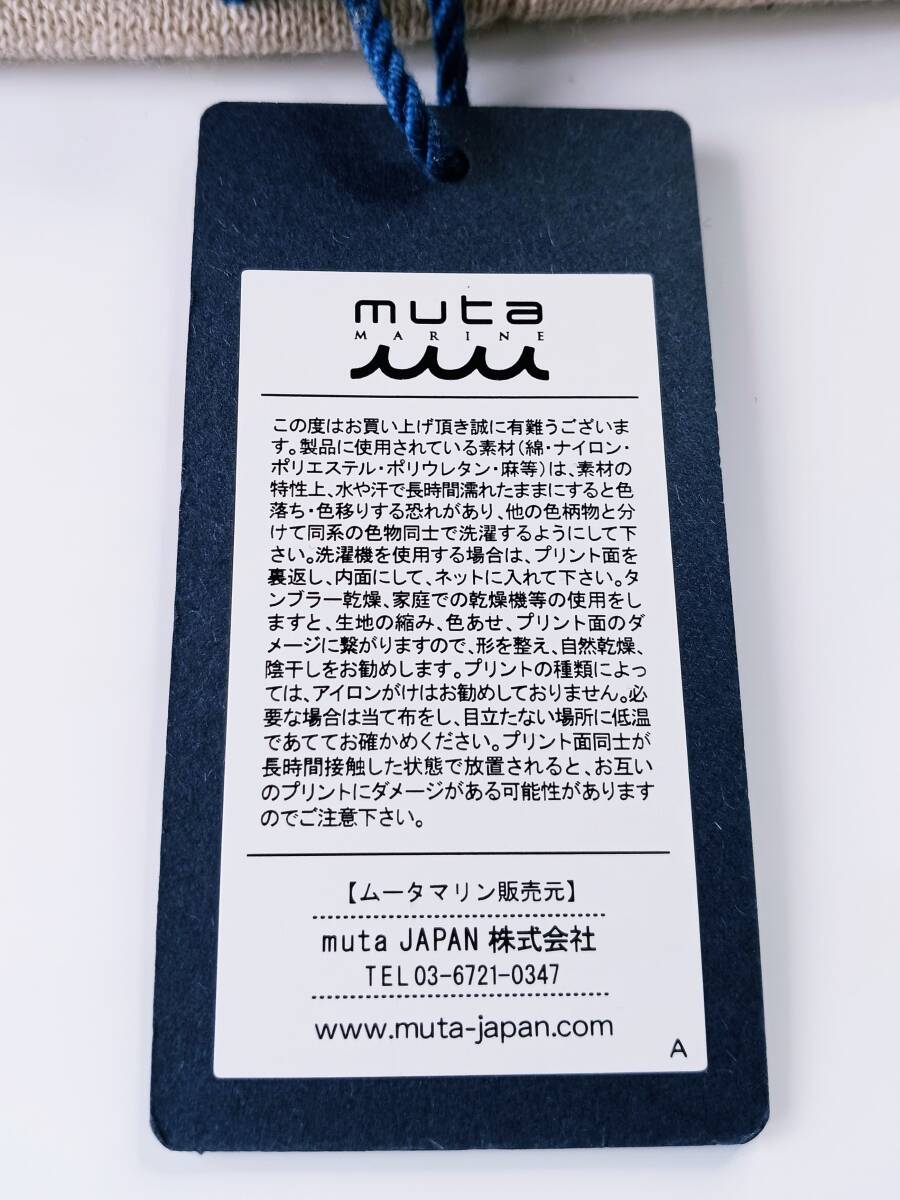 muta
MARINE
この度はお買い上げ頂き誠に有難うございま
す。製品に使用されている素材(綿・ナイロン・
ポリエステル・ポリウレタン・麻等)は、素材の
特性上、水や汗で長時間濡れたままにすると色
落ち・色移りする恐れがあり、他の色柄物と分
けて同系の色物同士で洗濯するようにして下
さい。洗濯機を使用する場合は、プリント面を
裏返し、内面にして、ネットに入れて下さい。タ
ンブラー乾燥、家庭での乾燥機等の使用をし
ますと、生地の縮み、色あせ、プリント面のダ
メージに繋がりますので、形を整え、自然乾燥、
陰干しをお勧めします。プリントの種類によっ
ては、アイロンがけはお勧めしておりません。必
要な場合は当て布をし、目立たない場所に低温
であててお確かめください。プリント面同士が
長時間接触した状態で放置されると、お互い
のプリントにダメージがある可能性があります
のでご注意下さい。
【ムータマリン販売元】
muta JAPAN 株式会社
TEL 03-6721-0347
www.muta-japan.com
A